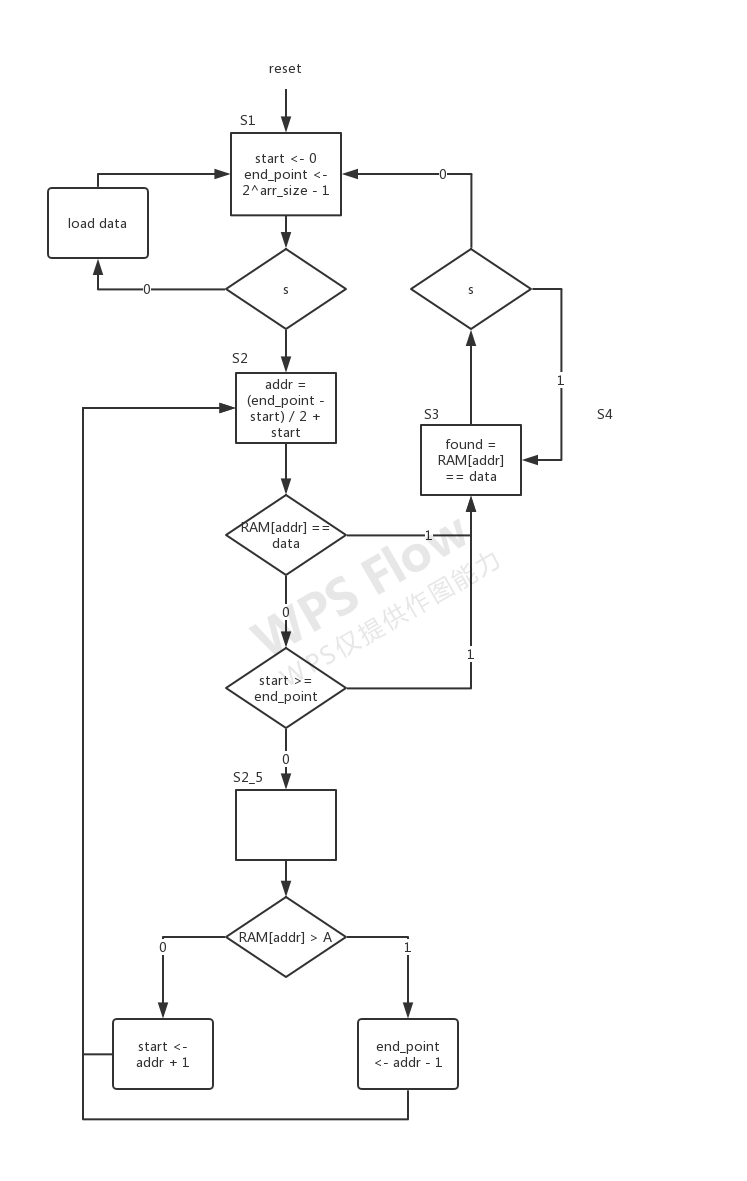 reset
S1
start <- 0
end_point <-
2^arr_size - 1
0
load data
0
s
s
S2
addr =
(end_point -
start) / 2 +
start
1
S3
S4
found =
RAM[addr]
== data
RAM[addr] ==
data
1
WPS Flow
WPS仅提供作图能力
0
start >=
end_point
1
0
S2_5
RAM[addr] > A
0
1
start <-
addr + 1
end_point
<- addr - 1